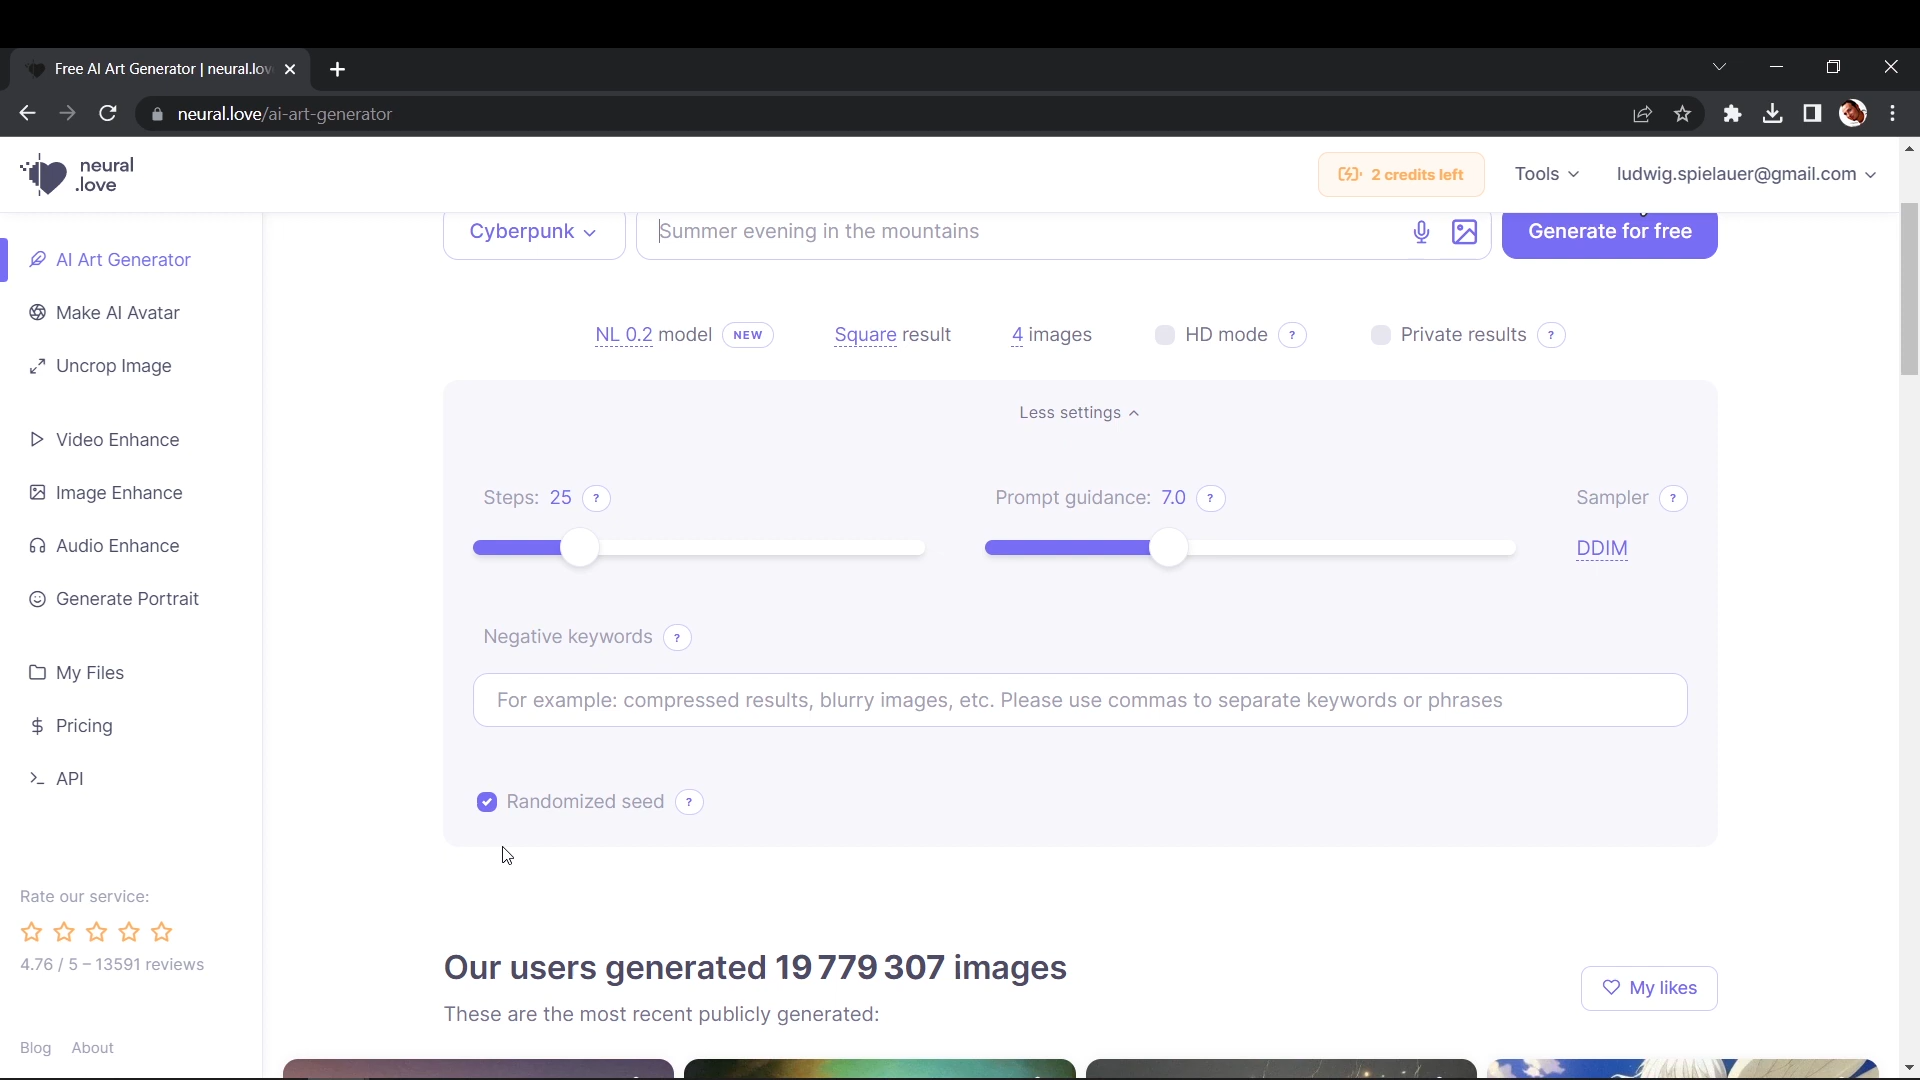 Free AI Art Generator | neural.lov
neural.love/ai-art-generator
neural
.love
2 credits left
Tools
ludwig.spielauer@gmail.com
AI Art Generator
Make AI Avatar
Uncrop Image
Video Enhance
Image Enhance
Audio Enhance
Generate Portrait
My Files
$ Pricing
>_ API
Rate our service:
4.76 / 5 – 13591 reviews
Blog About
Cyberpunk
Summer evening in the mountains
Generate for free
NL 0.2 model NEW
Square result
4 images
HD mode ?
Private results ?
Less settings
Steps: 25 ?
Prompt guidance: 7.0 ?
Sampler ?
DDIM
Negative keywords ?
For example: compressed results, blurry images, etc. Please use commas to separate keywords or phrases
Randomized seed ?
Our users generated 19 779 307 images
These are the most recent publicly generated:
My likes